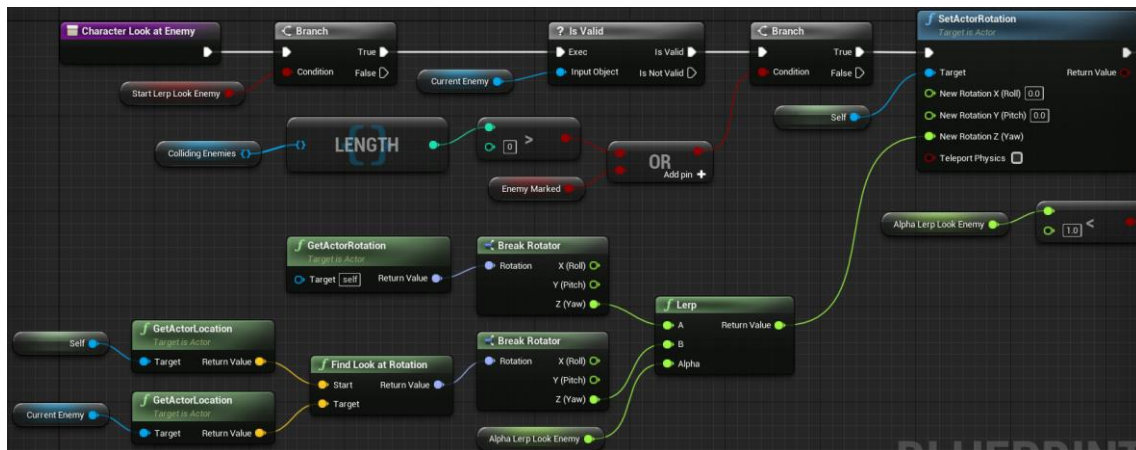 Character Look at Enemy
Branch
True
Condition
False
Start Lerp Look Enemy
? Is Valid
Exec
Is Valid
Input Object
Is Not Valid
Current Enemy
Branch
True
Condition
False
f SetActorRotation
Target is Actor
Target
Return Value
New Rotation X (Roll) 0.0
New Rotation Y (Pitch) 0.0
New Rotation Z (Yaw)
Teleport Physics
Self
Colliding Enemies
LENGTH
0 >
Enemy Marked
OR
Add pin +
Alpha Lerp Look Enemy
1.0 <
f GetActorRotation
Target is Actor
Target self
Return Value
Break Rotator
Rotation
X (Roll)
Y (Pitch)
Z (Yaw)
f Lerp
A
Return Value
B
Alpha
Self
f GetActorLocation
Target is Actor
Target
Return Value
f Find Look at Rotation
Start
Return Value
Target
Break Rotator
Rotation
X (Roll)
Y (Pitch)
Z (Yaw)
Current Enemy
f GetActorLocation
Target is Actor
Target
Return Value
Alpha Lerp Look Enemy
BLUEPRINT